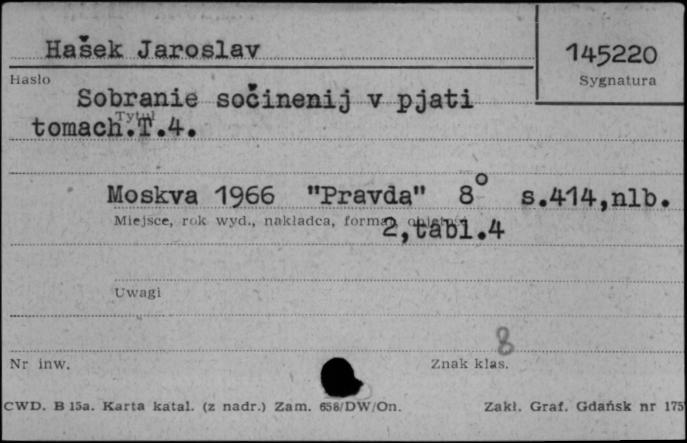 Hašek Jaroslav
145220
Hasło
Sygnatura
Sobranie sočinenij v pjati
Tytuł
tomach.T.4.
Moskva 1966 "Pravda" 8° s.414,nlb.
Miejsce, rok wyd., nakładca, format, objętość
2,tabl.4
Uwagi
8
Nr inw.
Znak klas.
CWD. B 15a. Karta katal. (z nadr.) Zam. 656/DW/On.
Zakł. Graf. Gdańsk nr 175